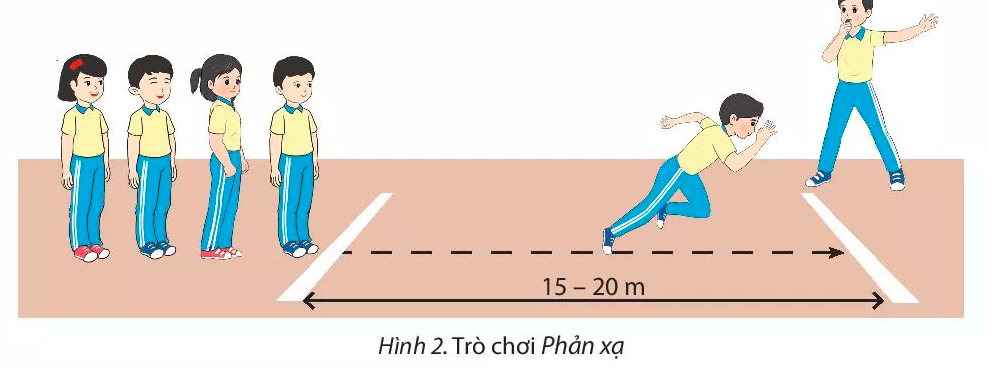 15 – 20 m
Hình 2. Trò chơi Phản xạ